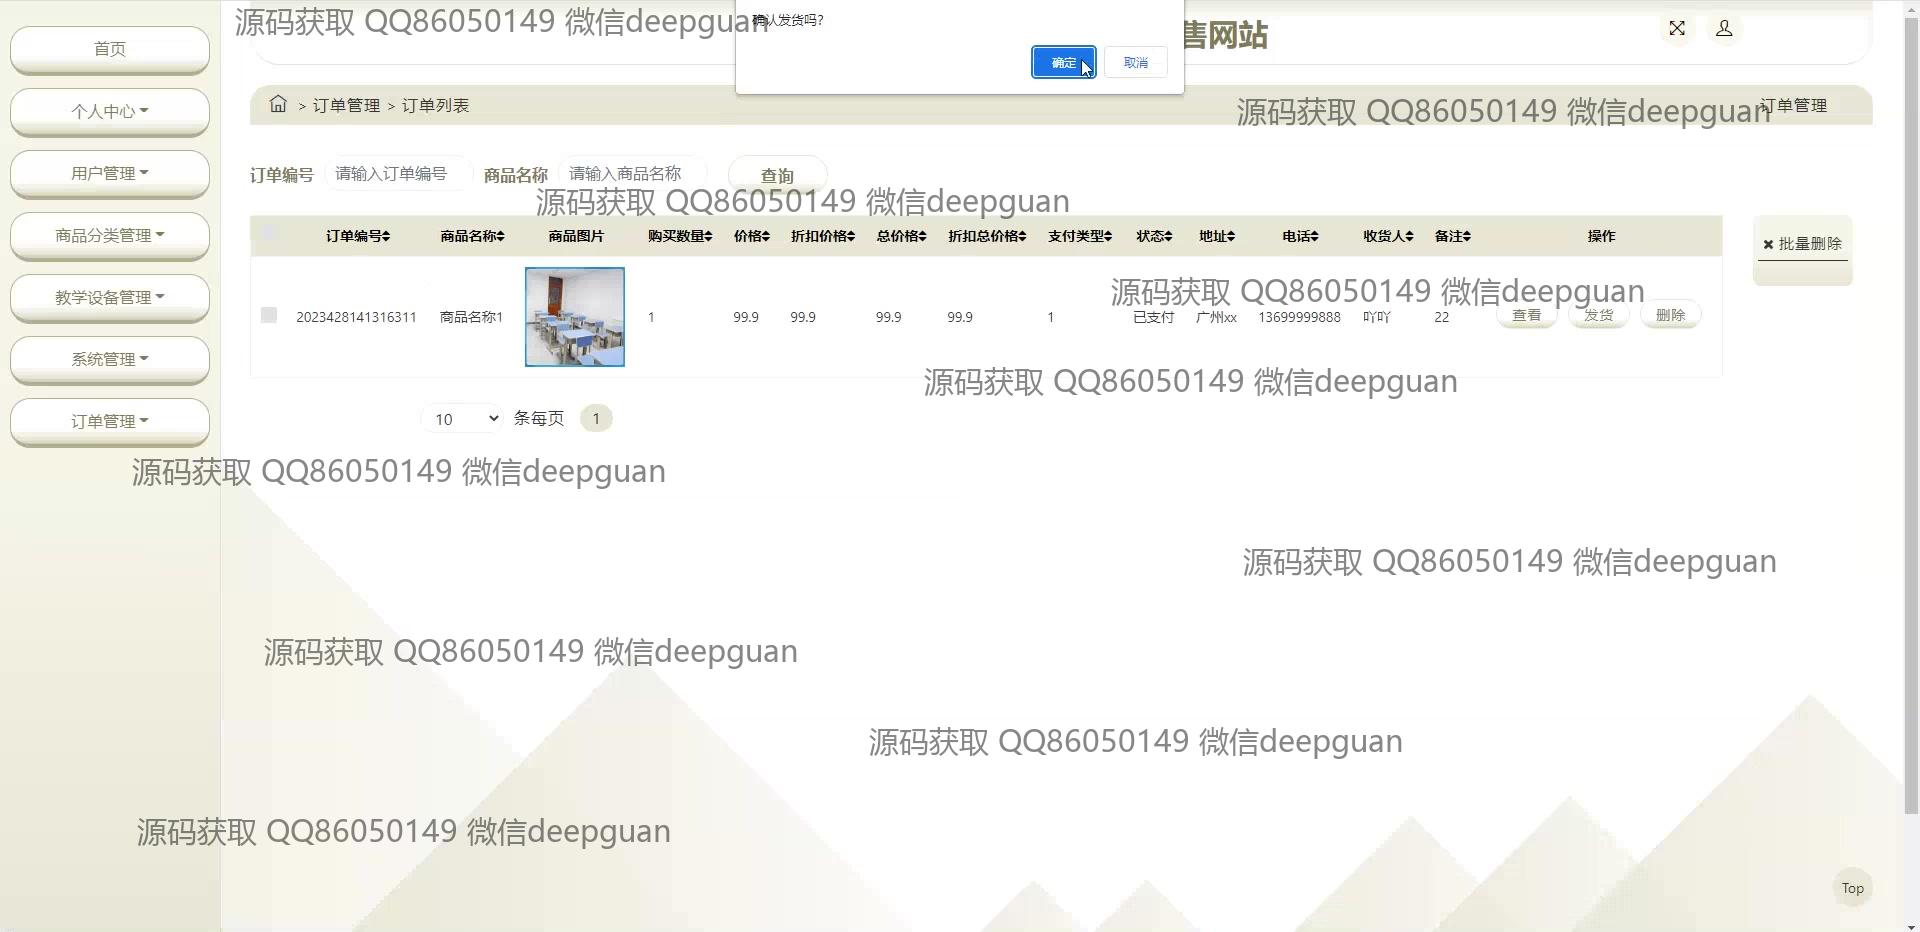 源码获取 QQ86050149 微信deepguan
确认发货吗?
确定
取消
售网站
首页
个人中心
用户管理
商品分类管理
教学设备管理
系统管理
订单管理
> 订单管理 > 订单列表
订单管理
源码获取 QQ86050149 微信deepguan
订单编号 请输入订单编号 商品名称 请输入商品名称 查询
源码获取 QQ86050149 微信deepguan
订单编号 商品名称 商品图片 购买数量 价格 折扣价格 总价格 折扣总价格 支付类型 状态 地址 电话 收货人 备注 操作
批量删除
源码获取 QQ86050149 微信deepguan
2023428141316311 商品名称1 1 99.9 99.9 99.9 99.9 1 已支付 广州xx 13699999888 吖吖 22 查看 发货 删除
源码获取 QQ86050149 微信deepguan
10 条每页 1
源码获取 QQ86050149 微信deepguan
源码获取 QQ86050149 微信deepguan
源码获取 QQ86050149 微信deepguan
源码获取 QQ86050149 微信deepguan
源码获取 QQ86050149 微信deepguan
Top